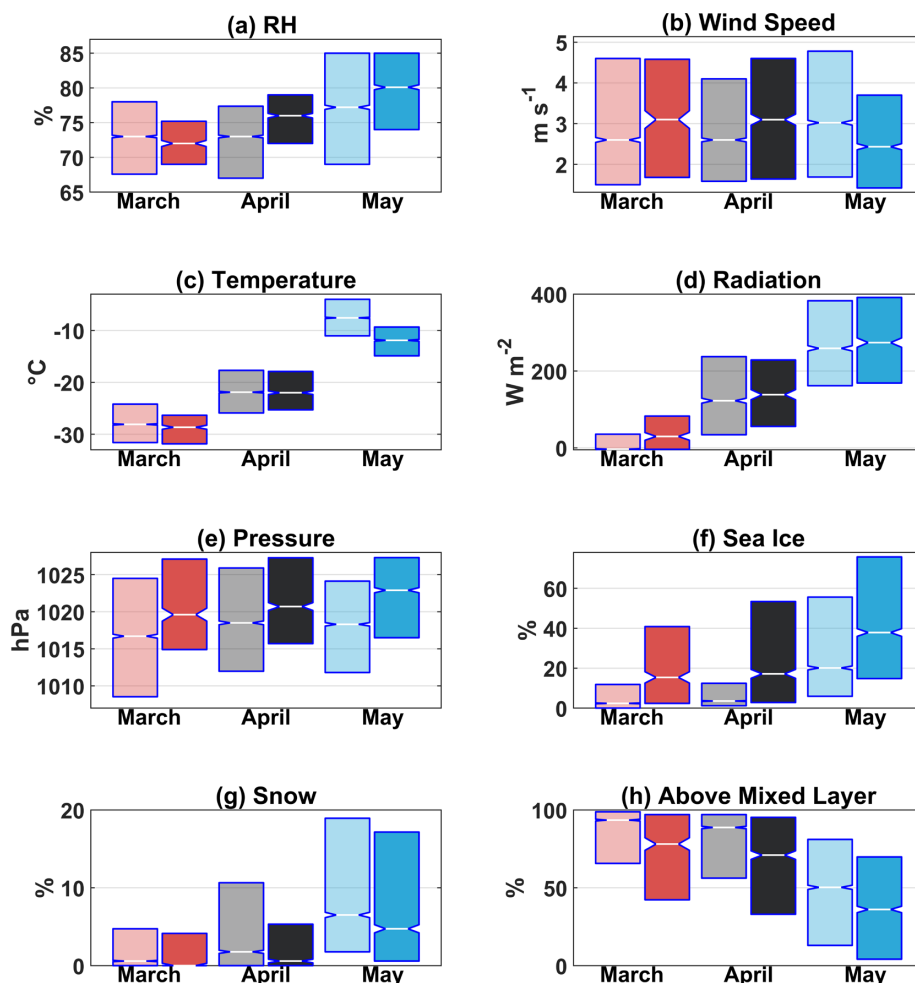 (a) RH
85
80
75
70
65
%
March April May
(b) Wind Speed
5
4
3
2
m s-1
March April May
(c) Temperature
-10
-20
-30
°C
March April May
(d) Radiation
400
200
0
W m-2
March April May
(e) Pressure
1025
1020
1015
1010
hPa
March April May
(f) Sea Ice
60
40
20
0
%
March April May
(g) Snow
20
10
0
%
March April May
(h) Above Mixed Layer
100
50
0
%
March April May